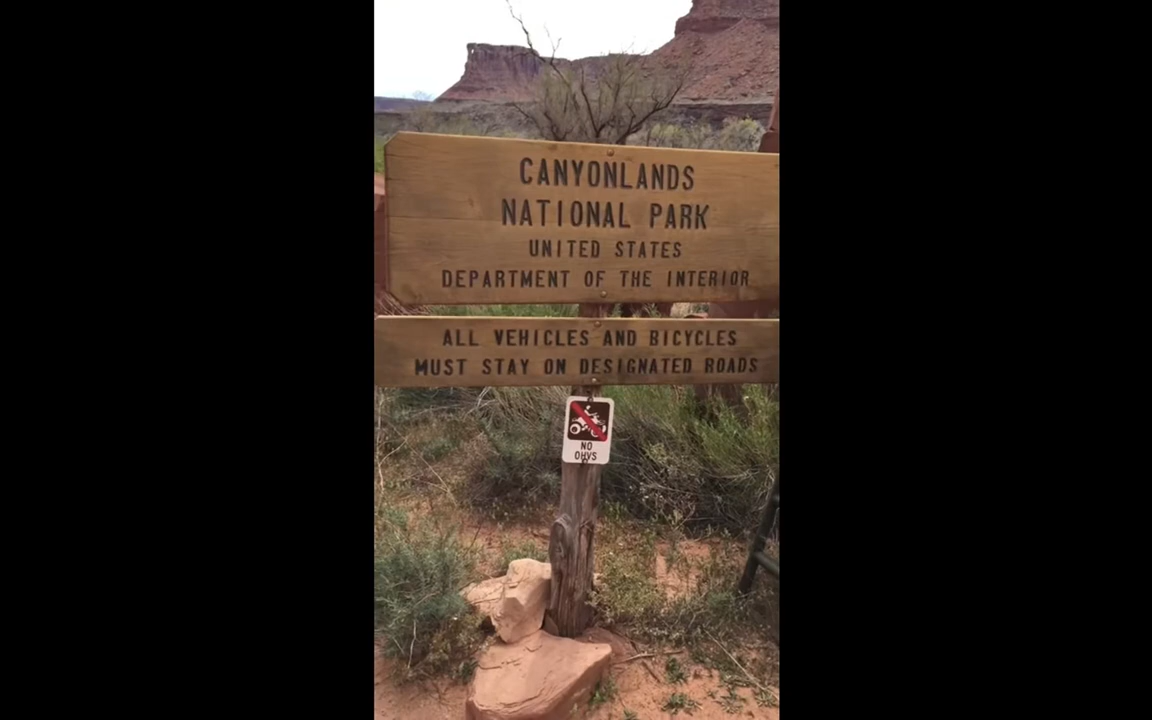 CANYONLANDS
NATIONAL PARK
UNITED STATES
DEPARTMENT OF THE INTERIOR
ALL VEHICLES AND BICYCLES
MUST STAY ON DESIGNATED ROADS
NO
OHVS